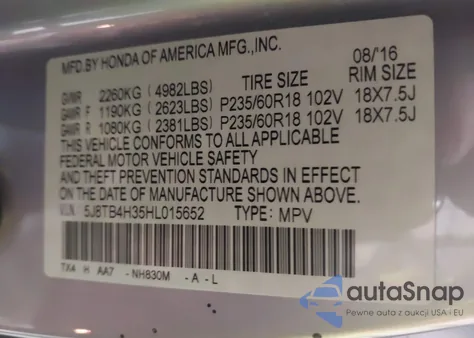 MFD.BY HONDA OF AMERICA MFG.,INC. 08/16
GVWR 2260KG (4982LBS) TIRE SIZE RIM SIZE
GAWR F 1190KG (2623LBS) P235/60R18 102V 18X7.5J
GAWR R 1080KG (2381LBS) P235/60R18 102V 18X7.5J
THIS VEHICLE CONFORMS TO ALL APPLICABLE
FEDERAL MOTOR VEHICLE SAFETY
AND THEFT PREVENTION STANDARDS IN EFFECT
ON THE DATE OF MANUFACTURE SHOWN ABOVE.
V.I.N. 5J8TB4H35HL015652 TYPE: MPV
TX4 H AA7 -NH830M -A-L
autoSnap
Pewne auta z aukcji USA i EU